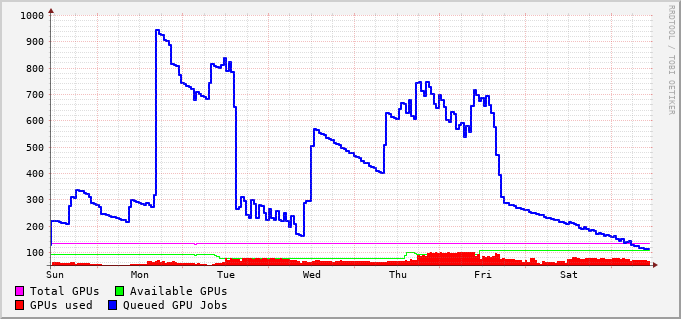 1000
900
800
700
600
500
400
300
200
100
Sun Mon Tue Wed Thu Fri Sat
Total GPUs Available GPUs
GPUs used Queued GPU Jobs
RRDTOOL / TOBI OETIKER